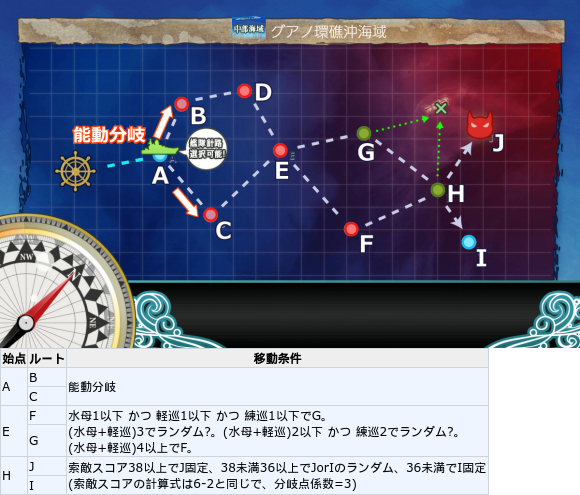 中部海域 グアノ環礁沖海域
D
B
能動分岐
艦隊針路
選択可能!
G
J
A
E
H
C
F
I
NW
N
NE
始点 ルート 移動条件
A B 能動分岐
C
E F 水母1以下 かつ 軽巡1以下 かつ 練巡1以下でG。
(水母+軽巡)3でランダム?。(水母+軽巡)2以下 かつ 練巡2でランダム?。
G (水母+軽巡)4以上でF。
H J 索敵スコア38以上でJ固定、38未満36以上でJorIのランダム、36未満でI固定
I (索敵スコアの計算式は6-2と同じで、分岐点係数=3)